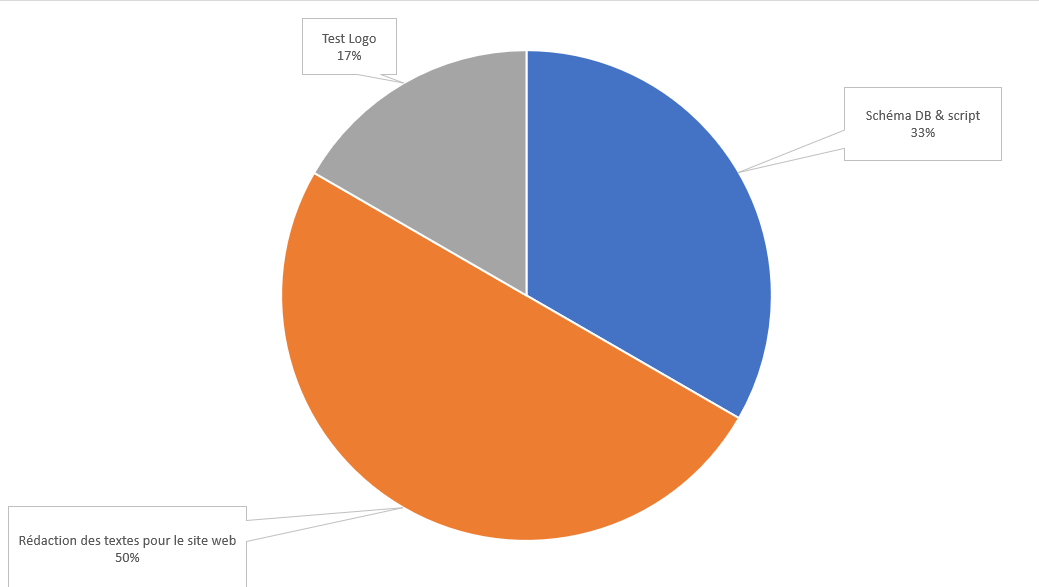 Test Logo
17%
Schéma DB & script
33%
Rédaction des textes pour le site web
50%